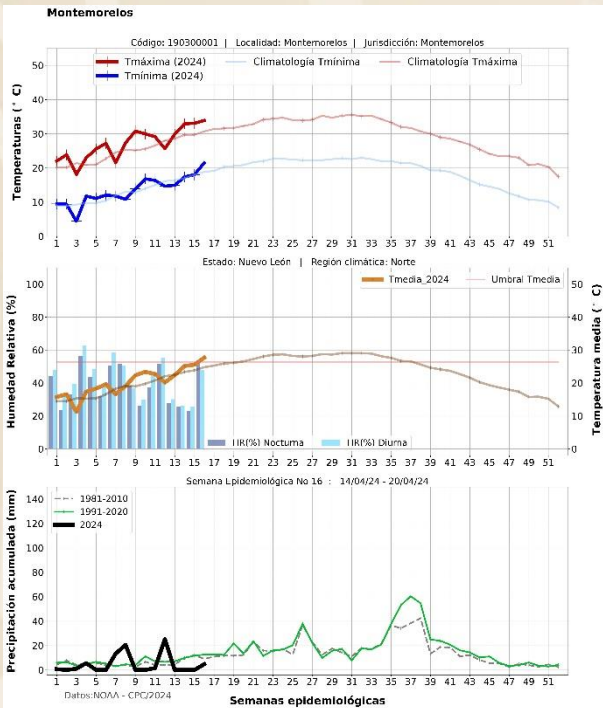 Montemorelos
Código: 190300001 | Localidad: Montemorelos | Jurisdicción: Montemorelos
Temperaturas (° C)
50
40
30
20
10
0
Tmáxima (2024)
Tmínima (2024)
Climatología Tmínima
Climatología Tmáxima
1 3 5 7 9 11 13 15 17 19 21 23 25 27 29 31 33 35 37 39 41 43 45 47 49 51
Estado: Nuevo León | Región climática: Norte
Humedad Relativa (%)
100
80
60
40
20
0
Tmedia_2024
Umbral Tmedia
HR(%) Nocturna
HR(%) Diurna
50
40
30
20
10
0
Temperatura media (° C)
1 3 5 7 9 11 13 15 17 19 21 23 25 27 29 31 33 35 37 39 41 43 45 47 49 51
Semana Epidemiológica No 16 : 14/04/24 - 20/04/24
Precipitación acumulada (mm)
140
120
100
80
60
40
20
0
1981-2010
1991-2020
2024
1 3 5 7 9 11 13 15 17 19 21 23 25 27 29 31 33 35 37 39 41 43 45 47 49 51
Datos:NOAA - CPC/2024
Semanas epidemiológicas